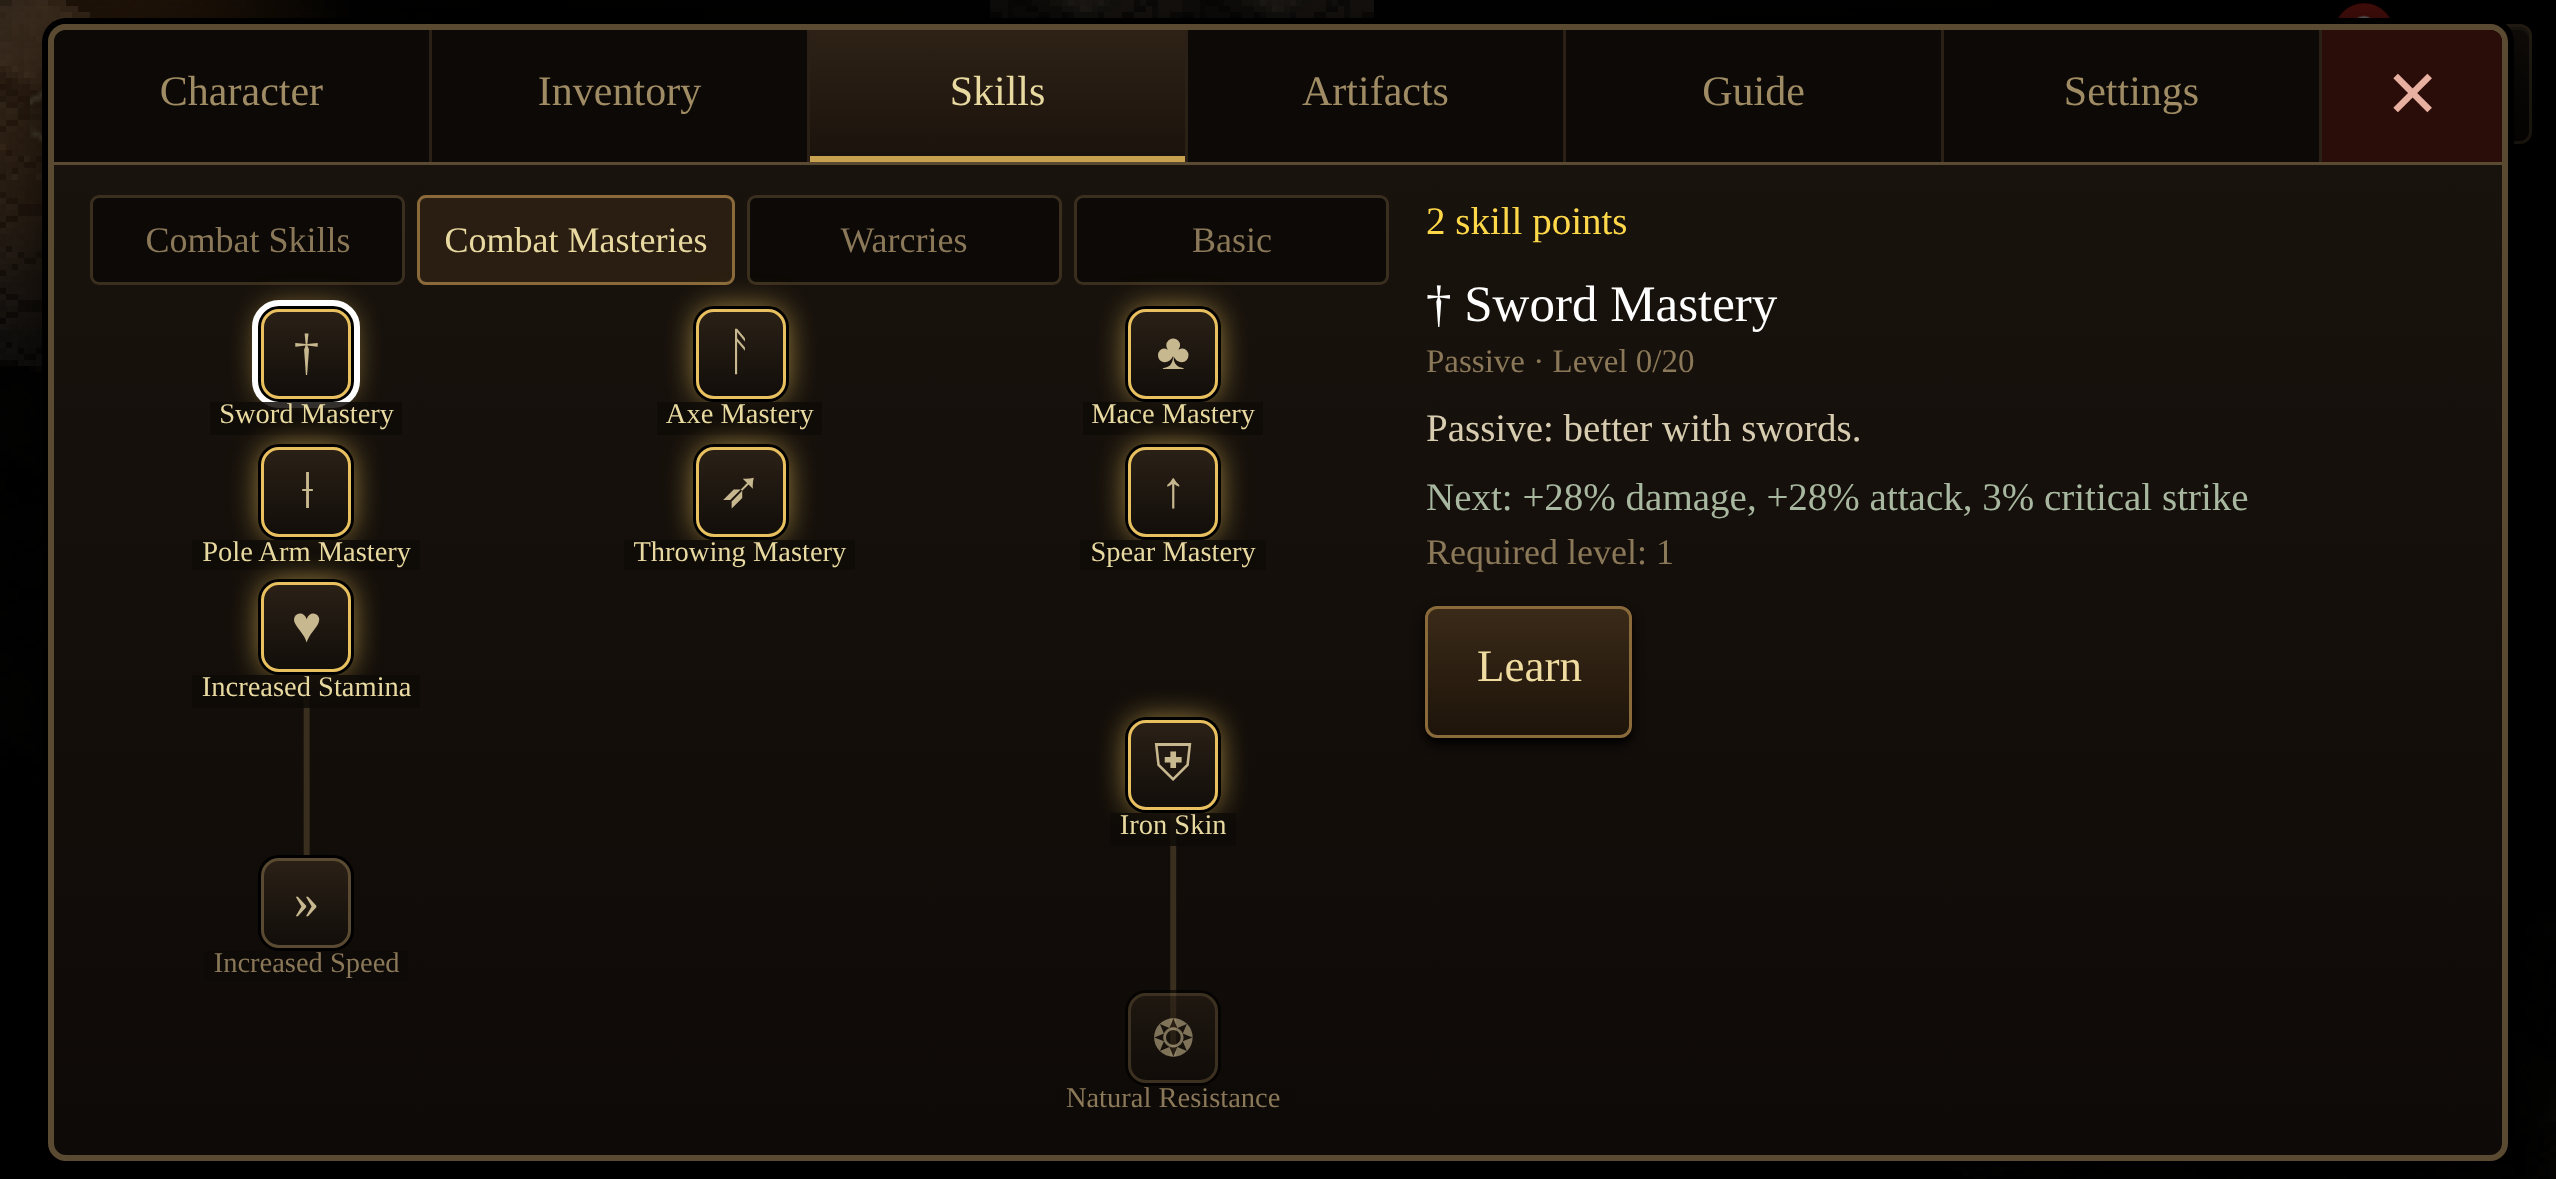 Character Inventory Skills Artifacts Guide Settings ✕
Combat Skills Combat Masteries Warcries Basic
Sword Mastery Axe Mastery Mace Mastery
Pole Arm Mastery Throwing Mastery Spear Mastery
Increased Stamina
Iron Skin
Increased Speed
Natural Resistance
2 skill points
† Sword Mastery
Passive · Level 0/20
Passive: better with swords.
Next: +28% damage, +28% attack, 3% critical strike
Required level: 1
Learn